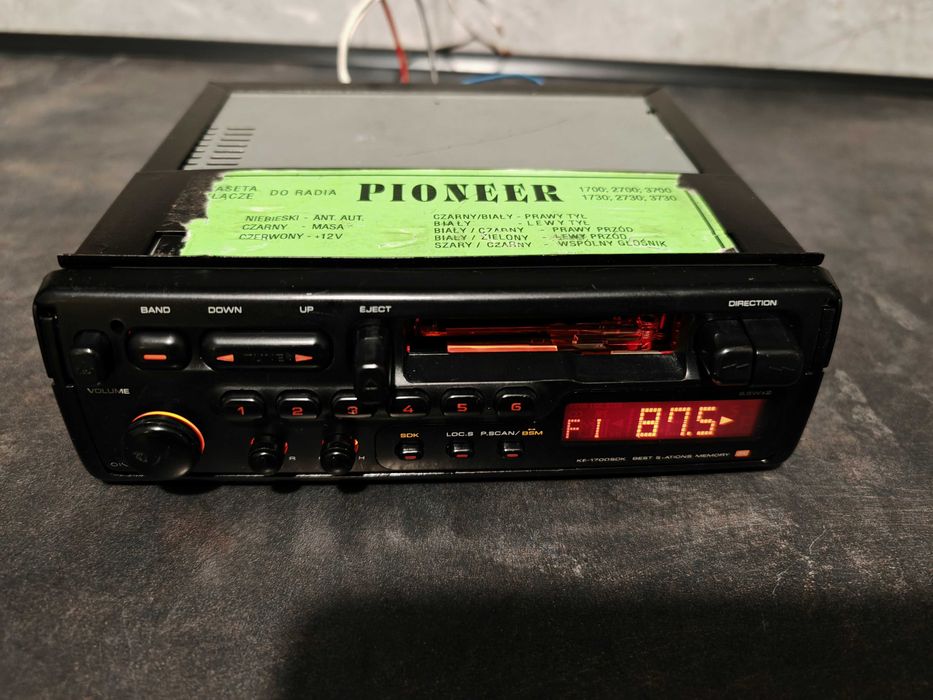 ASETA DO RADIA PIONEER 1700; 2700; 3700
ŁĄCZE 1730, 2730, 3730
NIEBIESKI - ANT. AUT.
CZARNY - MASA
CZERWONY - +12V
CZARNY/BIAŁY - PRAWY TYŁ
BIAŁY - LEWY TYŁ
BIAŁY / CZARNY - PRAWY PRZÓD
BIAŁY / ZIELONY - LEWY PRZÓD
SZARY / CZARNY - WSPÓLNY GŁOŚNIK
BAND DOWN UP EJECT DIRECTION
TUNE
VOLUME
1 2 3 4 5 6
SDK LOC.S P.SCAN/BSM
F 1 87.5
R
KE-1700SDK BEST STATIONS MEMORY